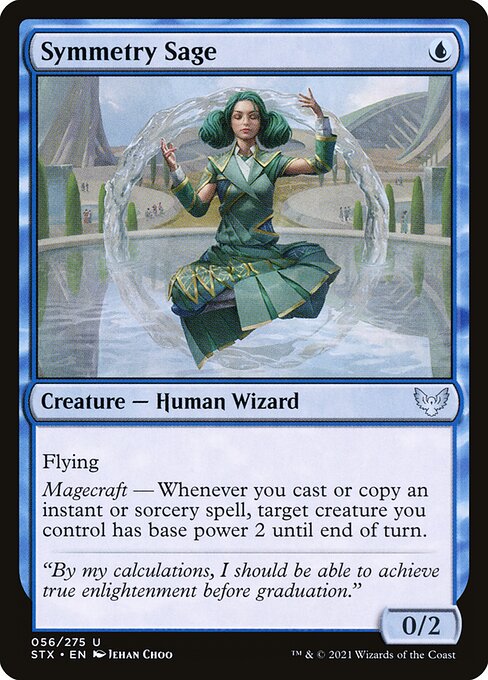 Symmetry Sage
Creature — Human Wizard
Flying
Magecraft — Whenever you cast or copy an
instant or sorcery spell, target creature you
control has base power 2 until end of turn.
“By my calculations, I should be able to achieve
true enlightenment before graduation.”
0/2
056/275 U
STX • EN Jehan Choo
™ & © 2021 Wizards of the Coast